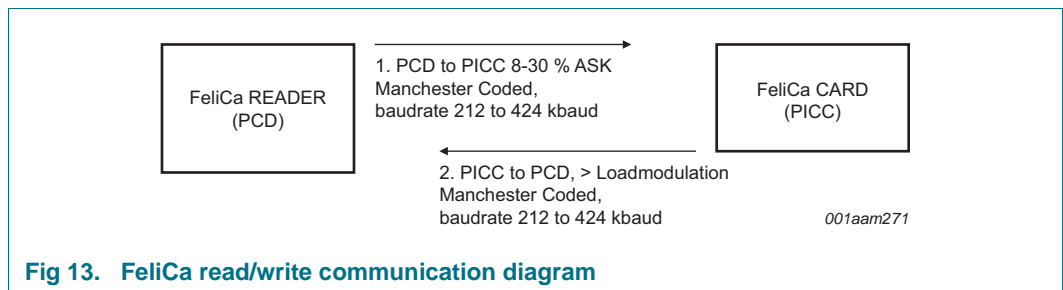 FeliCa READER
(PCD)
1. PCD to PICC 8-30 % ASK
Manchester Coded,
baudrate 212 to 424 kbaud
FeliCa CARD
(PICC)
2. PICC to PCD, > Loadmodulation
Manchester Coded,
baudrate 212 to 424 kbaud
001aam271
Fig 13. FeliCa read/write communication diagram